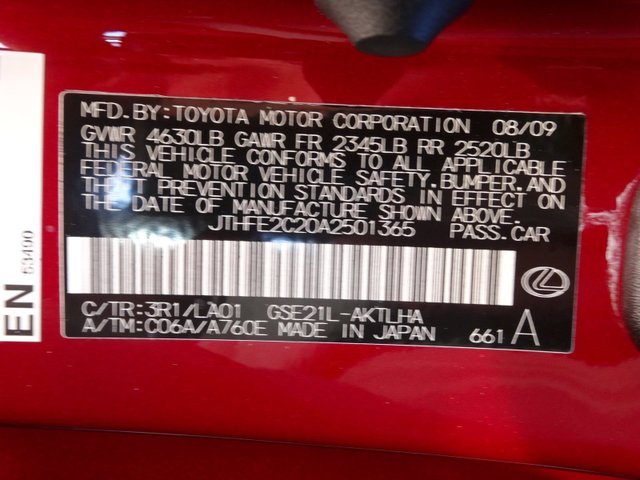 MFD. BY: TOYOTA MOTOR CORPORATION 08/09
GVWR 4630LB GAWR FR 2345LB RR 2520LB
THIS VEHICLE CONFORMS TO ALL APPLICABLE
FEDERAL MOTOR VEHICLE SAFETY, BUMPER, AND
THEFT PREVENTION STANDARDS IN EFFECT ON
THE DATE OF MANUFACTURE SHOWN ABOVE.
JTHFE2C20A2501365 PASS. CAR
C/TR: 3R1/LA01 GSE21L-AKTLHA
A/TM: C06A/A760E MADE IN JAPAN 661 A
EN 63490